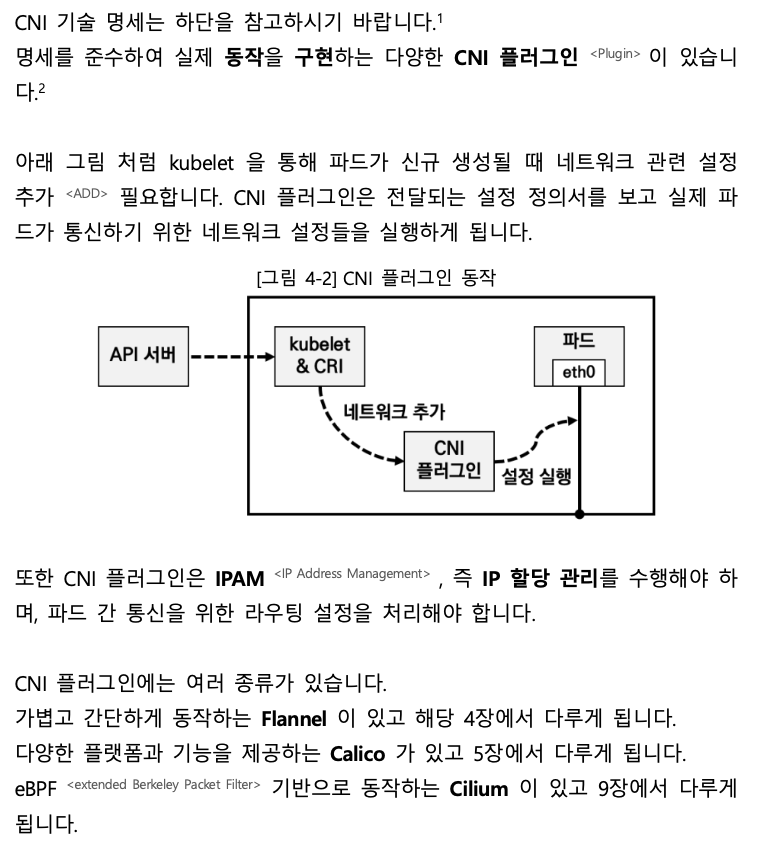 CNI 기술 명세는 하단을 참고하시기 바랍니다.¹
명세를 준수하여 실제 동작을 구현하는 다양한 CNI 플러그인 <Plugin> 이 있습니
다.²
아래 그림 처럼 kubelet 을 통해 파드가 신규 생성될 때 네트워크 관련 설정
추가 <ADD> 필요합니다. CNI 플러그인은 전달되는 설정 정의서를 보고 실제 파
드가 통신하기 위한 네트워크 설정들을 실행하게 됩니다.
[그림 4-2] CNI 플러그인 동작
API 서버
kubelet
& CRI
파드
eth0
네트워크 추가
CNI
플러그인
설정 실행
또한 CNI 플러그인은 IPAM <IP Address Management> , 즉 IP 할당 관리를 수행해야 하
며, 파드 간 통신을 위한 라우팅 설정을 처리해야 합니다.
CNI 플러그인에는 여러 종류가 있습니다.
가볍고 간단하게 동작하는 Flannel 이 있고 해당 4장에서 다루게 됩니다.
다양한 플랫폼과 기능을 제공하는 Calico 가 있고 5장에서 다루게 됩니다.
eBPF <extended Berkeley Packet Filter> 기반으로 동작하는 Cilium 이 있고 9장에서 다루게
됩니다.